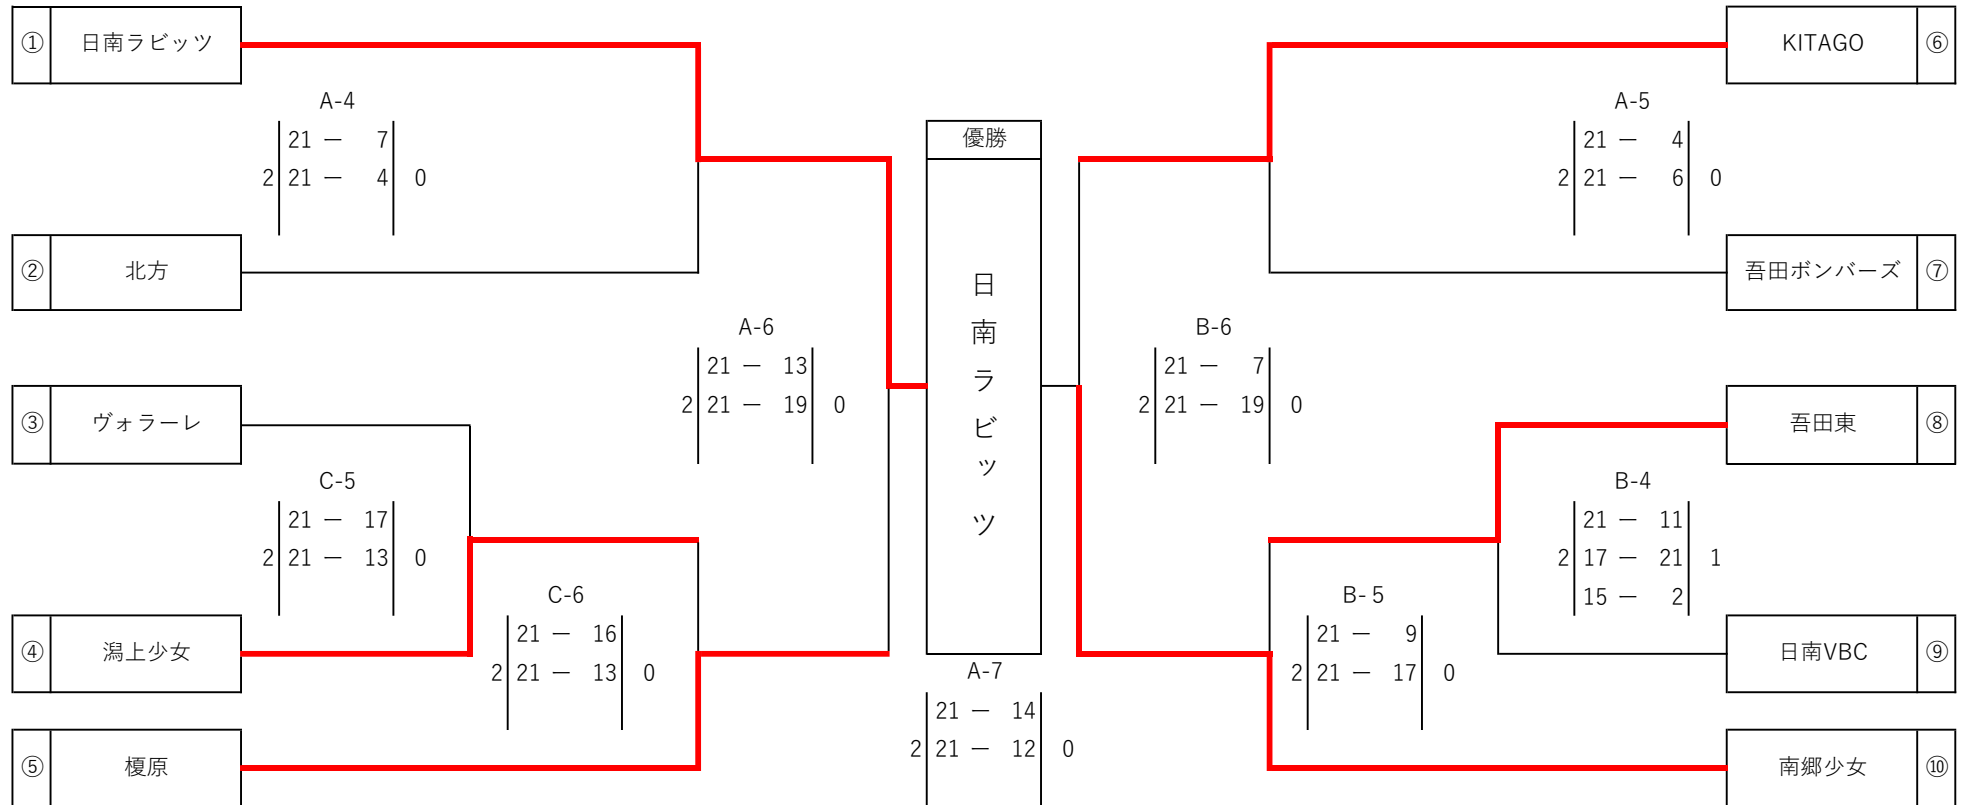 ① 日南ラビッツ
KITAGO ⑥
A-4
21 ー 7
2 21 ー 4 0
優勝
日南ラビッツ
A-5
21 ー 4
2 21 ー 6 0
② 北方
吾田ボンバーズ ⑦
A-6
21 ー 13
2 21 ー 19 0
B-6
21 ー 7
2 21 ー 19 0
③ ヴォラーレ
吾田東 ⑧
C-5
21 ー 17
2 21 ー 13 0
B-4
21 ー 11
2 17 ー 21 1
15 ー 2
C-6
21 ー 16
2 21 ー 13 0
B-5
21 ー 9
2 21 ー 17 0
④ 潟上少女
日南VBC ⑨
A-7
21 ー 14
2 21 ー 12 0
⑤ 榎原
南郷少女 ⑩